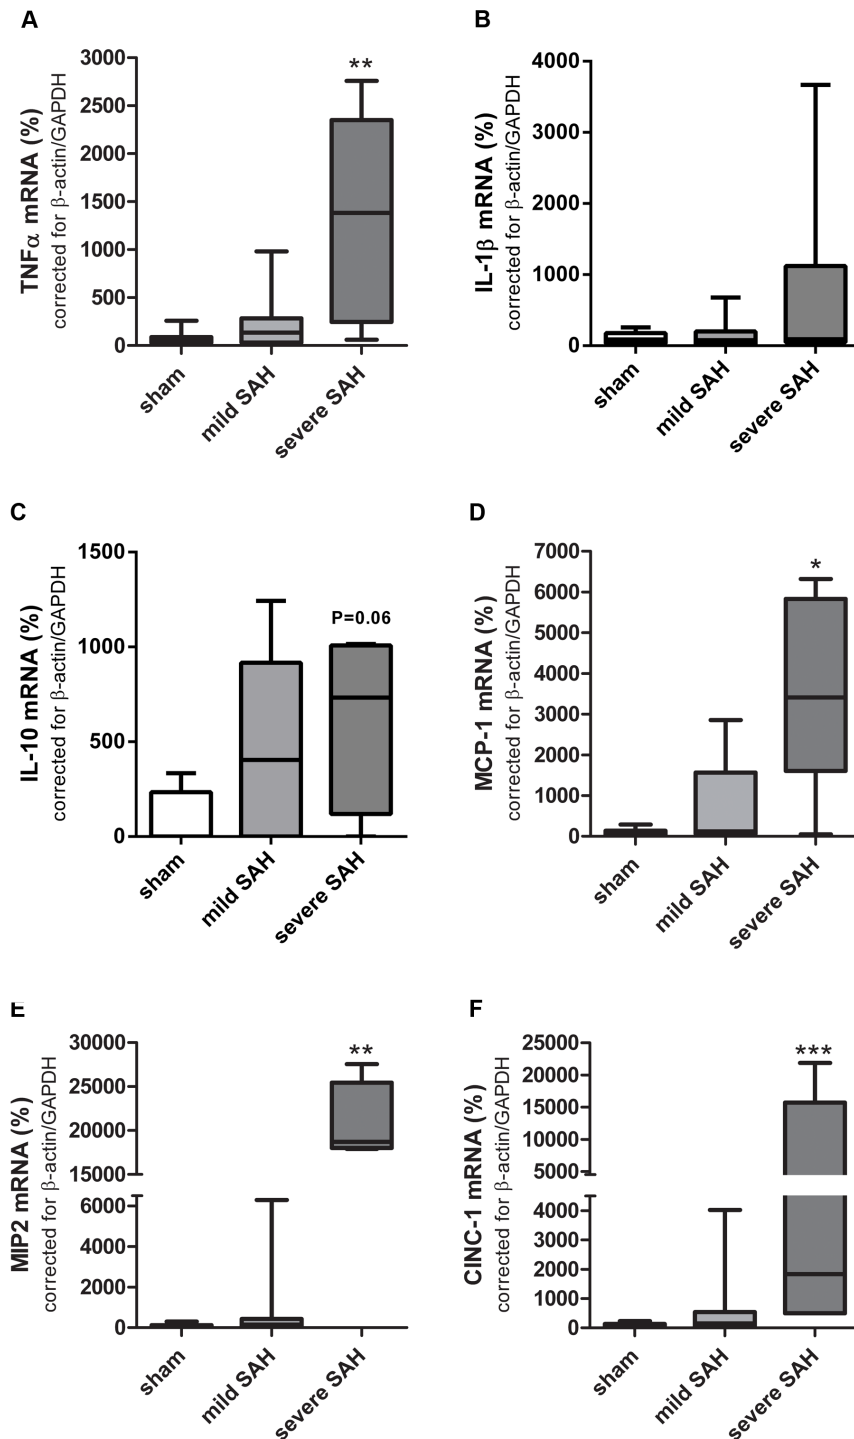 A
TNFα mRNA (%)
corrected for β-actin/GAPDH
3000
2500
2000
1500
1000
500
0
**
sham
mild SAH
severe SAH
B
IL-1β mRNA (%)
corrected for β-actin/GAPDH
4000
3000
2000
1000
0
sham
mild SAH
severe SAH
C
IL-10 mRNA (%)
corrected for β-actin/GAPDH
1500
1000
500
0
P=0.06
sham
mild SAH
severe SAH
D
MCP-1 mRNA (%)
corrected for β-actin/GAPDH
7000
6000
5000
4000
3000
2000
1000
0
*
sham
mild SAH
severe SAH
E
MIP2 mRNA (%)
corrected for β-actin/GAPDH
30000
25000
20000
15000
6000
4000
2000
0
**
sham
mild SAH
severe SAH
F
CINC-1 mRNA (%)
corrected for β-actin/GAPDH
25000
20000
15000
10000
5000
4000
3000
2000
1000
0
***
sham
mild SAH
severe SAH